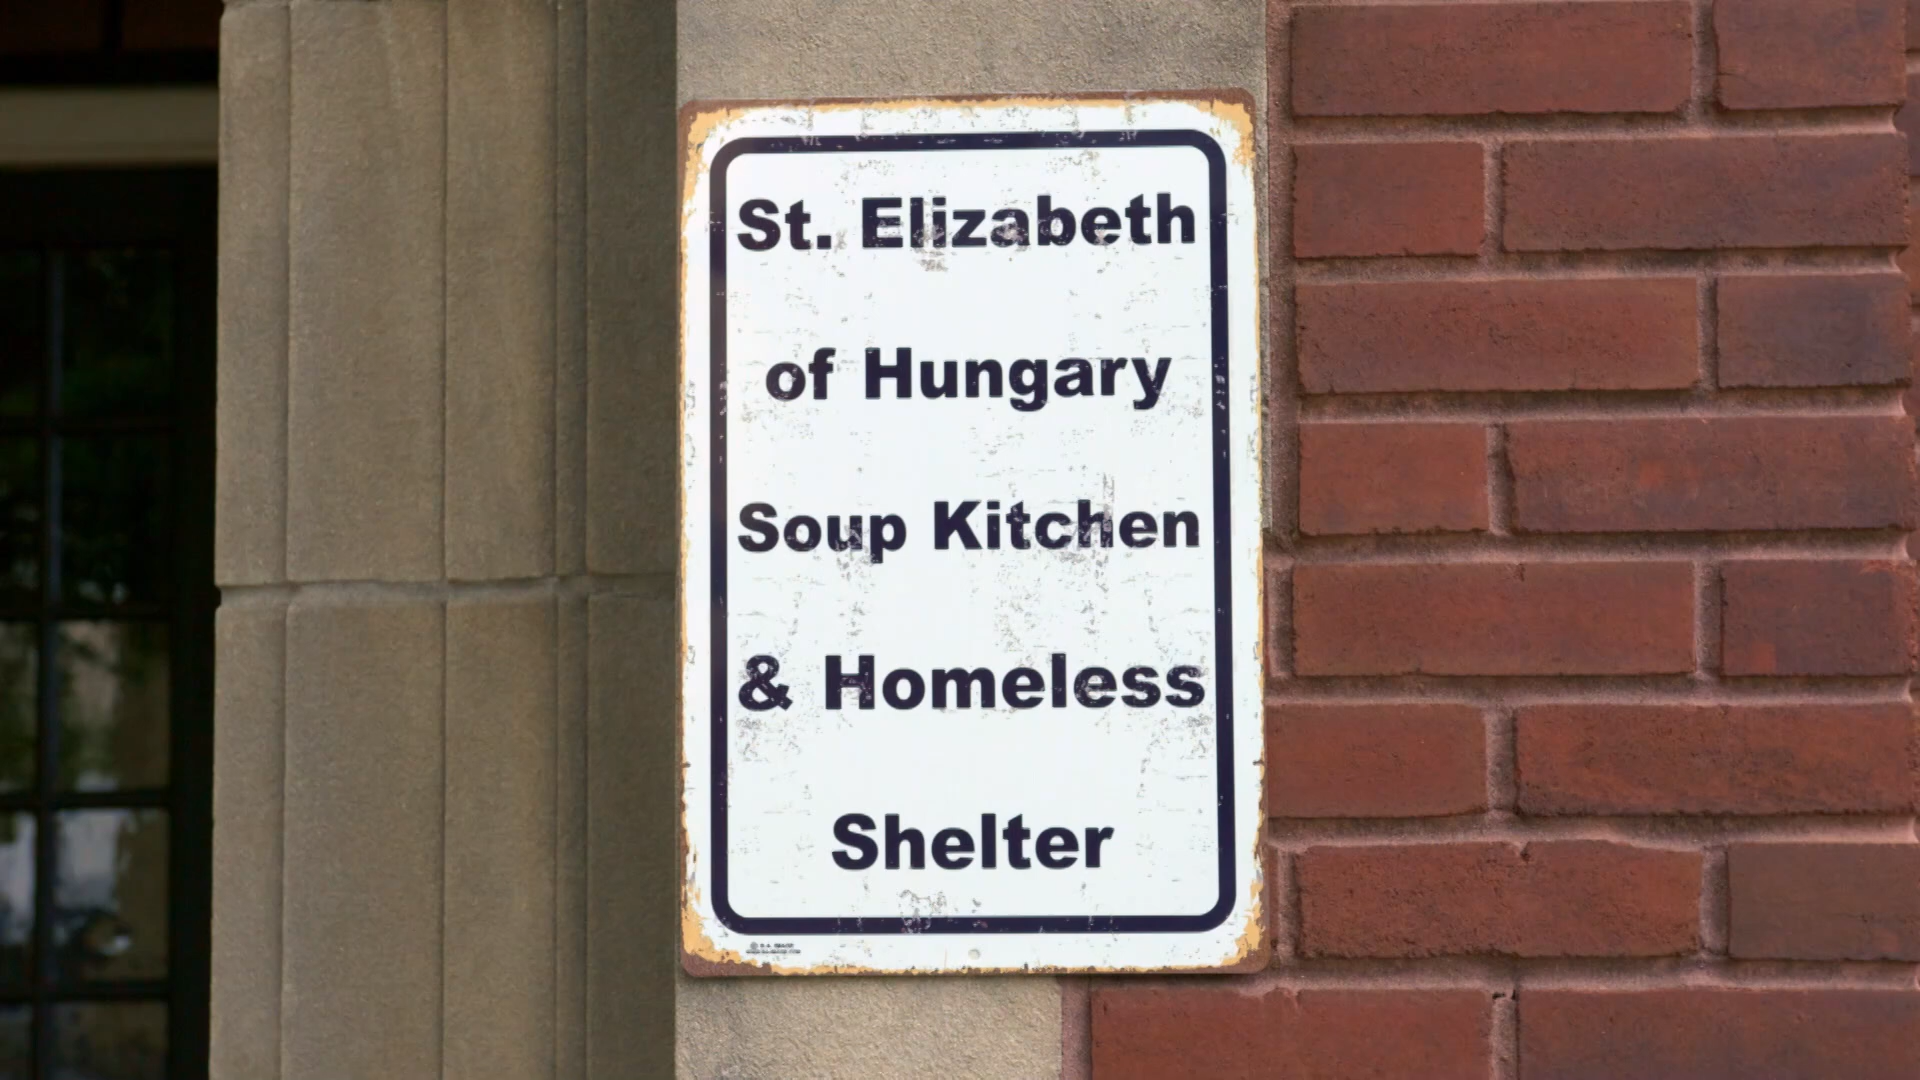 St. Elizabeth
of Hungary
Soup Kitchen
& Homeless
Shelter